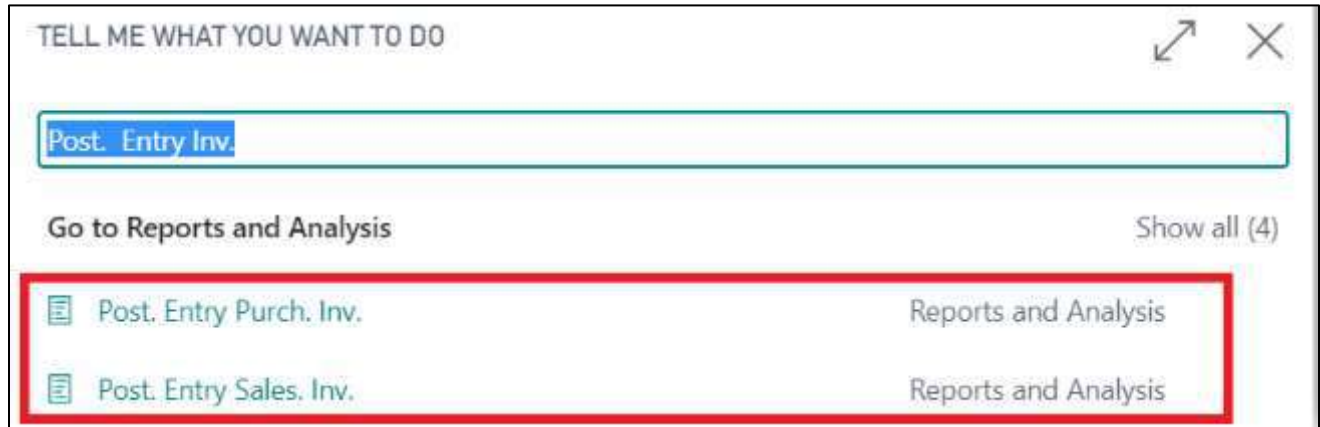 TELL ME WHAT YOU WANT TO DO
Post.  Entry Inv.
Go to Reports and Analysis Show all (4)
Post. Entry Purch. Inv. Reports and Analysis
Post. Entry Sales. Inv. Reports and Analysis